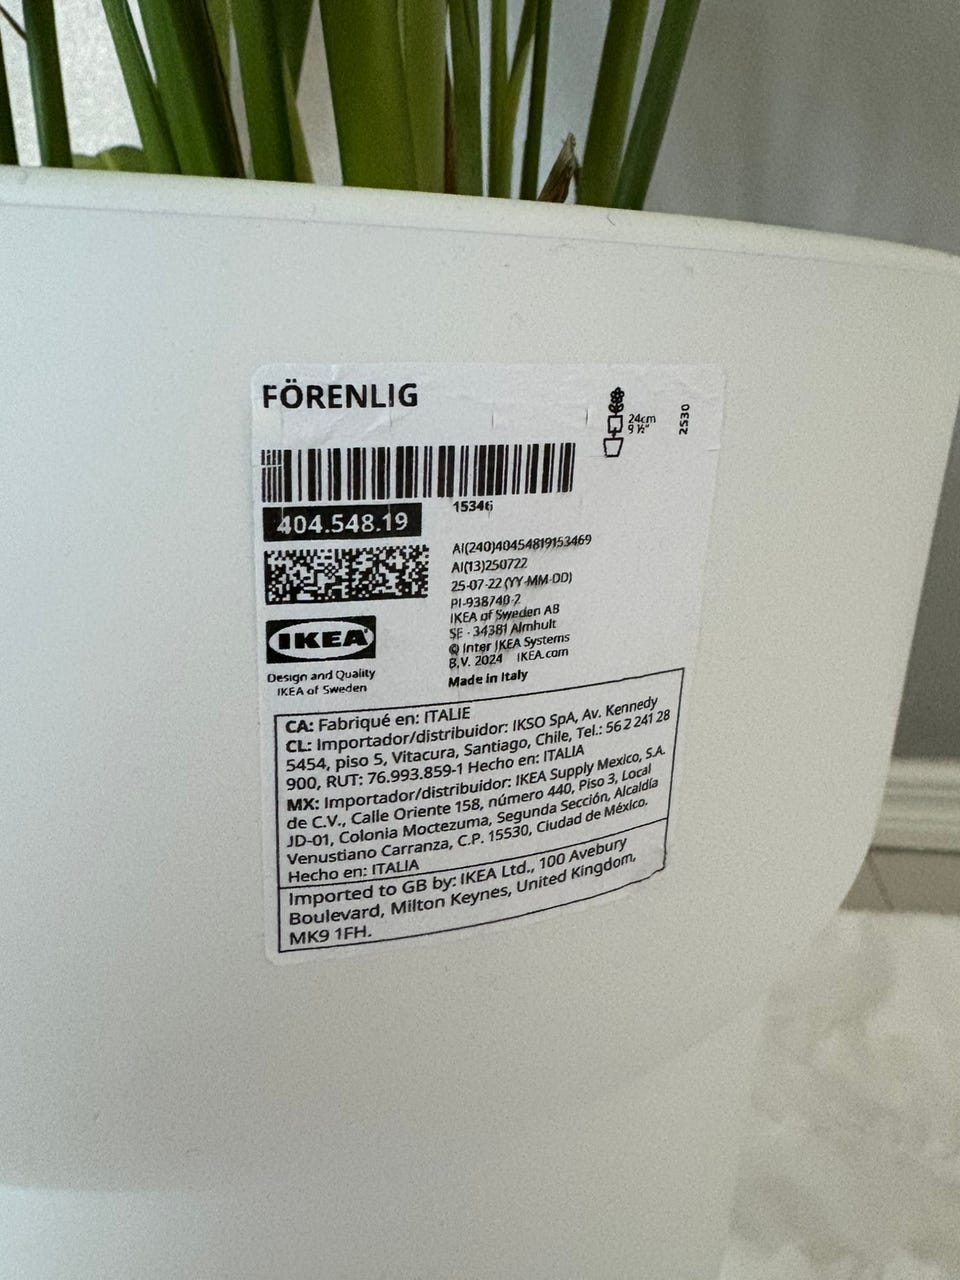 FÖRENLIG
24cm
9 ½"
2530
15346
404.548.19
AI(240)40454819153469
AI(13)250722
25-07-22 (YY-MM-DD)
PI-938740-2
IKEA of Sweden AB
SE - 34381 Älmhult
© Inter IKEA Systems
B.V. 2024 IKEA.com
Made in Italy
IKEA
Design and Quality
IKEA of Sweden
CA: Fabriqué en: ITALIE
CL: Importador/distribuidor: IKSO SpA, Av. Kennedy
5454, piso 5, Vitacura, Santiago, Chile, Tel.: 56 2 241 28
900, RUT: 76.993.859-1 Hecho en: ITALIA
MX: Importador/distribuidor: IKEA Supply Mexico, S.A.
de C.V., Calle Oriente 158, número 440, Piso 3, Local
JD-01, Colonia Moctezuma, Segunda Sección, Alcaldía
Venustiano Carranza, C.P. 15530, Ciudad de México.
Hecho en: ITALIA
Imported to GB by: IKEA Ltd., 100 Avebury
Boulevard, Milton Keynes, United Kingdom,
MK9 1FH.